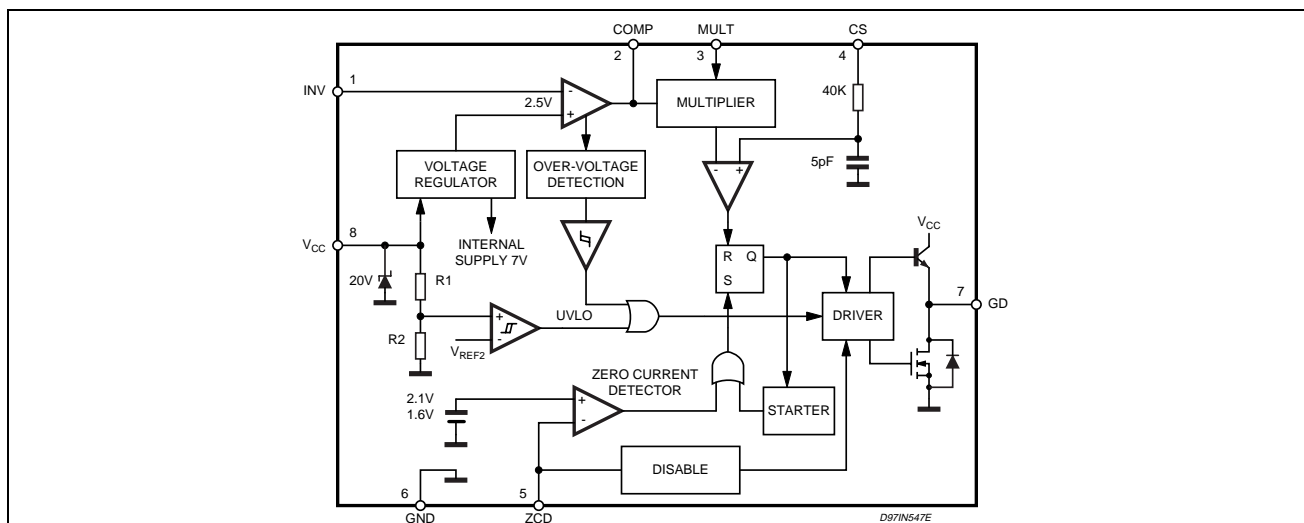 COMP MULT CS
2 3 4
INV 1
2.5V
-
+
MULTIPLIER
40K
5pF
VOLTAGE
REGULATOR
OVER-VOLTAGE
DETECTION
- +
VCC 8
INTERNAL
SUPPLY 7V
20V
R1
R2
R Q
S
VCC
7 GD
DRIVER
UVLO
+
-
VREF2
ZERO CURRENT
DETECTOR
2.1V
1.6V
+
-
STARTER
DISABLE
6 5
GND ZCD
D97IN547E